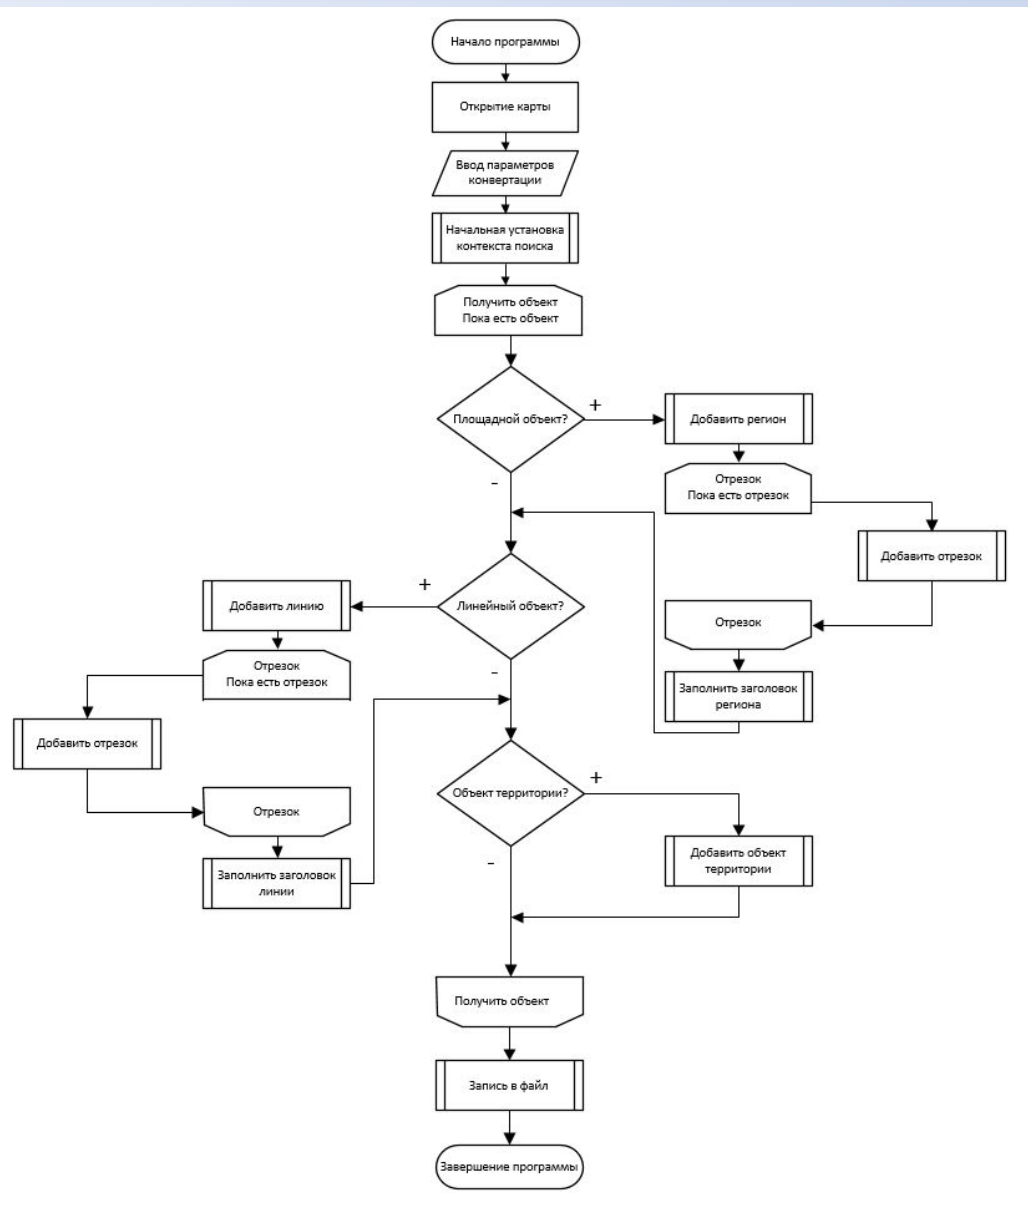 Начало программы
Открытие карты
Ввод параметров
конвертации
Начальная установка
контекста поиска
Получить объект
Пока есть объект
Площадной объект?
+
-
Добавить регион
Отрезок
Пока есть отрезок
Добавить отрезок
Отрезок
Заполнить заголовок
региона
Линейный объект?
+
-
Добавить линию
Отрезок
Пока есть отрезок
Добавить отрезок
Отрезок
Заполнить заголовок
линии
Объект территории?
+
-
Добавить объект
территории
Получить объект
Запись в файл
Завершение программы